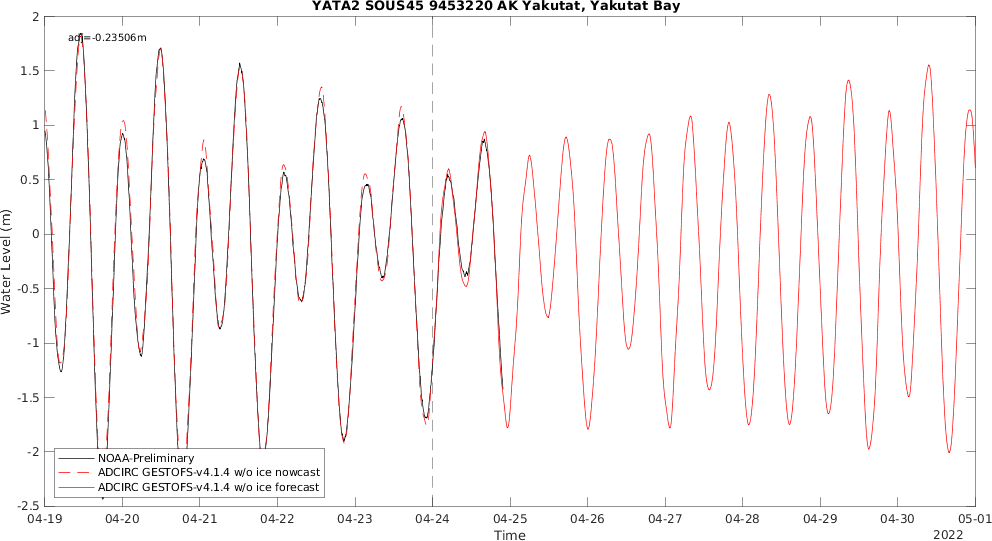 YATA2 SOUS45 9453220 AK Yakutat, Yakutat Bay
adj=-0.23506m
2
1.5
1
0.5
0
-0.5
-1
-1.5
-2
-2.5
Water Level (m)
NOAA-Preliminary
ADCIRC GESTOFS-v4.1.4 w/o ice nowcast
ADCIRC GESTOFS-v4.1.4 w/o ice forecast
04-19 04-20 04-21 04-22 04-23 04-24 04-25 04-26 04-27 04-28 04-29 04-30 05-01
Time
2022